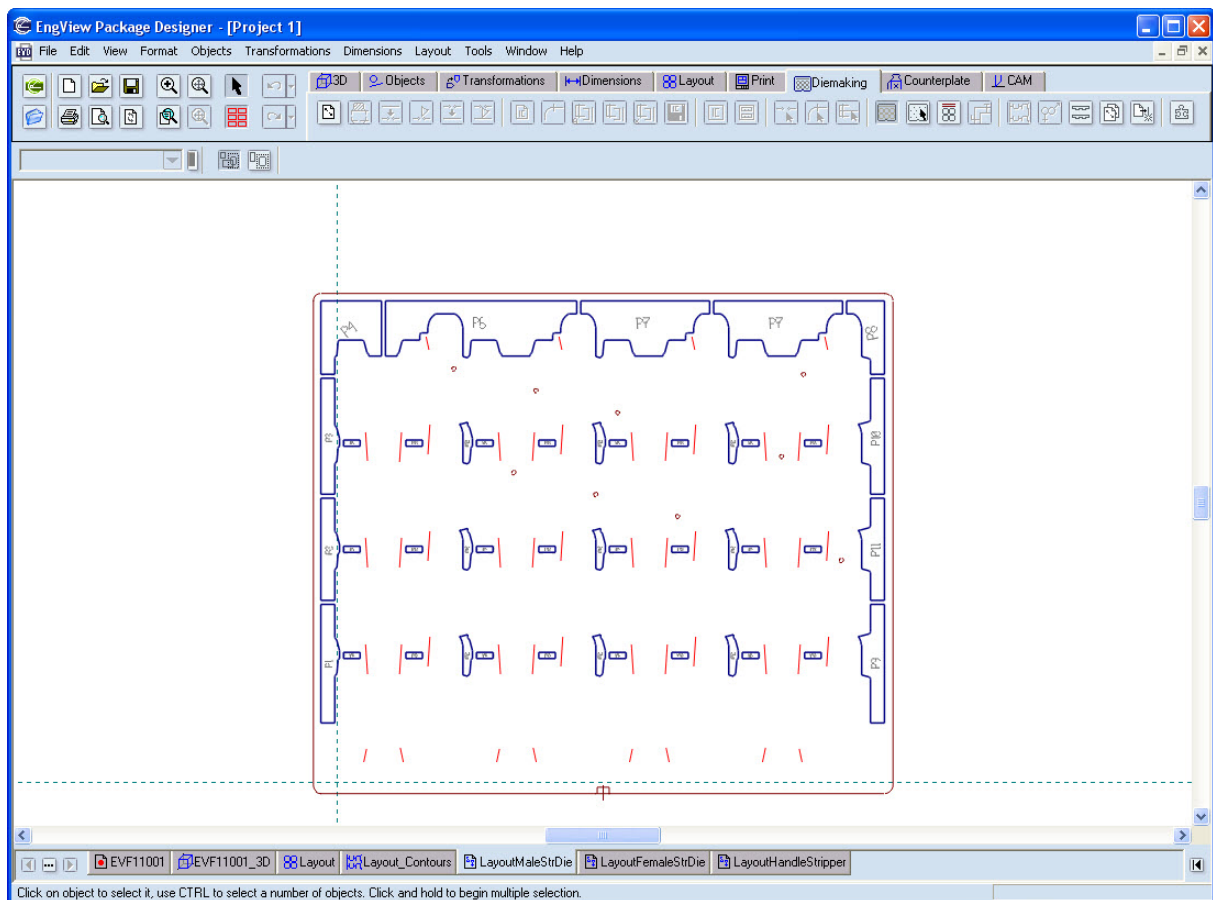 EngView Package Designer - [Project 1]
File Edit View Format Objects Transformations Dimensions Layout Tools Window Help
3D Objects Transformations Dimensions Layout Print Diemaking Counterplate CAM
P4 P5 P7 P7 P8
P3 P10
P2 P11
P1 P9
EVF11001 EVF11001_3D Layout Layout_Contours LayoutMaleStrDie LayoutFemaleStrDie LayoutHandleStripper
Click on object to select it, use CTRL to select a number of objects. Click and hold to begin multiple selection.